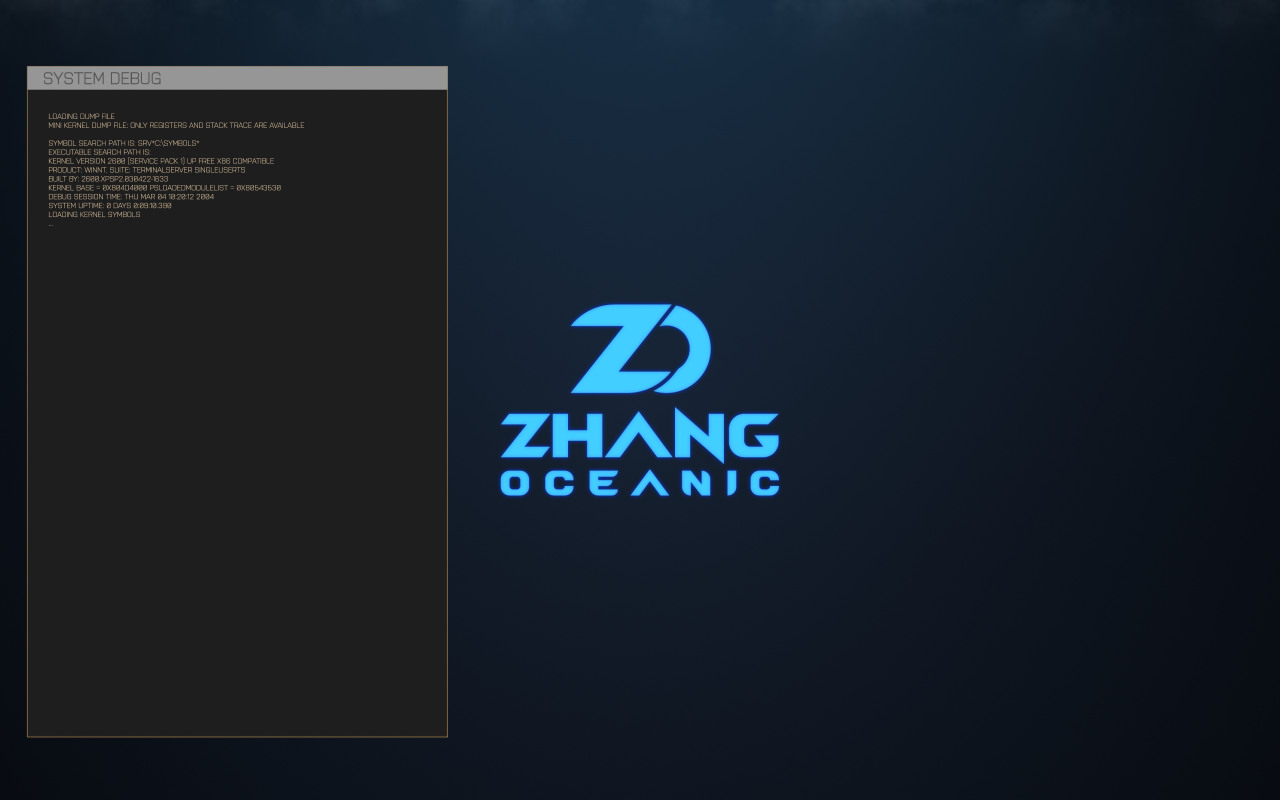 SYSTEM DEBUG
LOADING DUMP FILE
MINI KERNEL DUMP FILE: ONLY REGISTERS AND STACK TRACE ARE AVAILABLE
SYMBOL SEARCH PATH IS: SRV*C:\SYMBOLS*
EXECUTABLE SEARCH PATH IS:
KERNEL VERSION 2600 (SERVICE PACK 1) UP FREE X86 COMPATIBLE
PRODUCT: WINNT, SUITE: TERMINALSERVER SINGLEUSERTS
BUILT BY: 2600.XPSP2.030422-1633
KERNEL BASE = 0X804D4000 PSLOADEDMODULELIST = 0X80543530
DEBUG SESSION TIME: THU MAR 04 10:20:12 2004
SYSTEM UPTIME: 0 DAYS 0:09:10.390
LOADING KERNEL SYMBOLS
...
ZO
ZHANG
OCEANIC